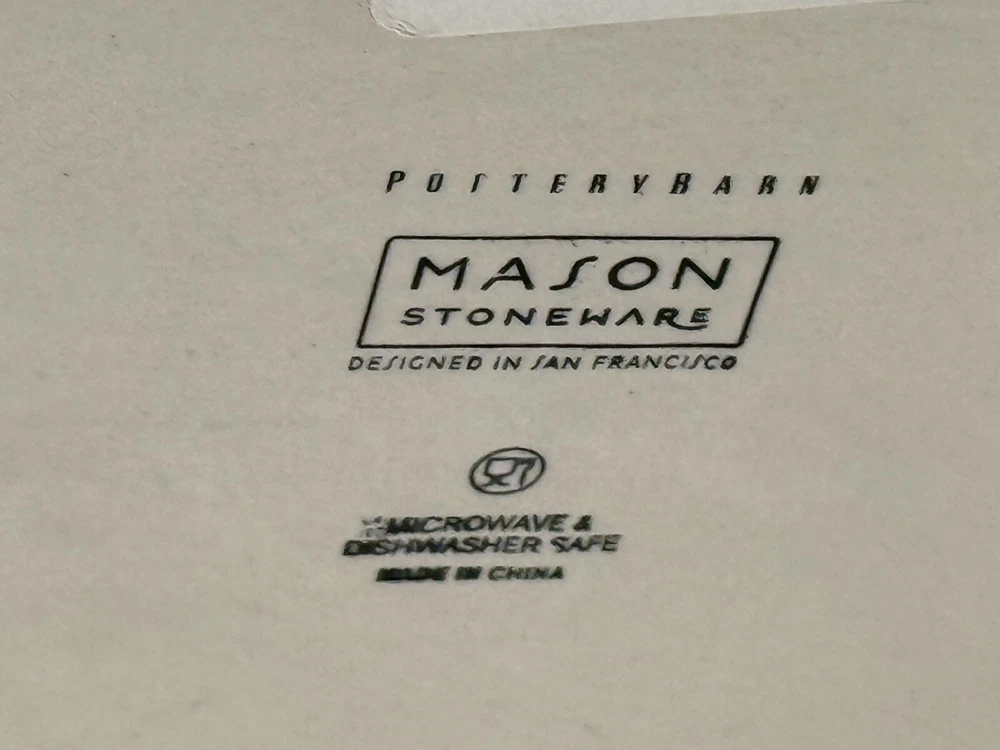 POTTERYBARN
MASON
STONEWARE
DESIGNED IN SAN FRANCISCO
MICROWAVE &
DISHWASHER SAFE
MADE IN CHINA